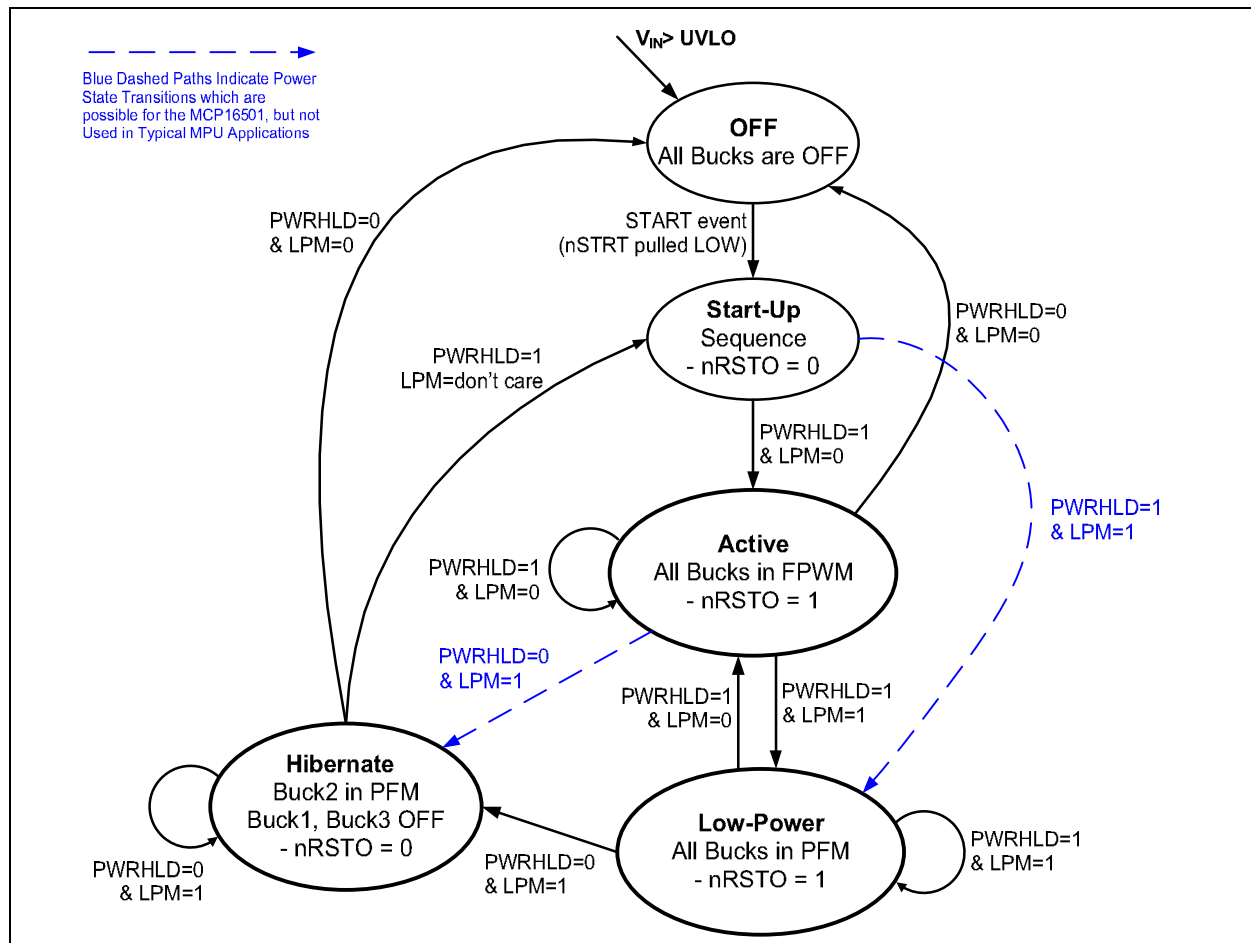 V_IN> UVLO
Blue Dashed Paths Indicate Power
State Transitions which are
possible for the MCP16501, but not
Used in Typical MPU Applications
OFF
All Bucks are OFF
PWRHLD=0
& LPM=0
START event
(nSTRT pulled LOW)
Start-Up
Sequence
- nRSTO = 0
PWRHLD=0
& LPM=0
PWRHLD=1
LPM=don't care
PWRHLD=1
& LPM=0
PWRHLD=1
& LPM=1
Active
All Bucks in FPWM
- nRSTO = 1
PWRHLD=1
& LPM=0
PWRHLD=0
& LPM=1
PWRHLD=1
& LPM=0
PWRHLD=1
& LPM=1
Hibernate
Buck2 in PFM
Buck1, Buck3 OFF
- nRSTO = 0
PWRHLD=0
& LPM=1
PWRHLD=0
& LPM=1
Low-Power
All Bucks in PFM
- nRSTO = 1
PWRHLD=1
& LPM=1